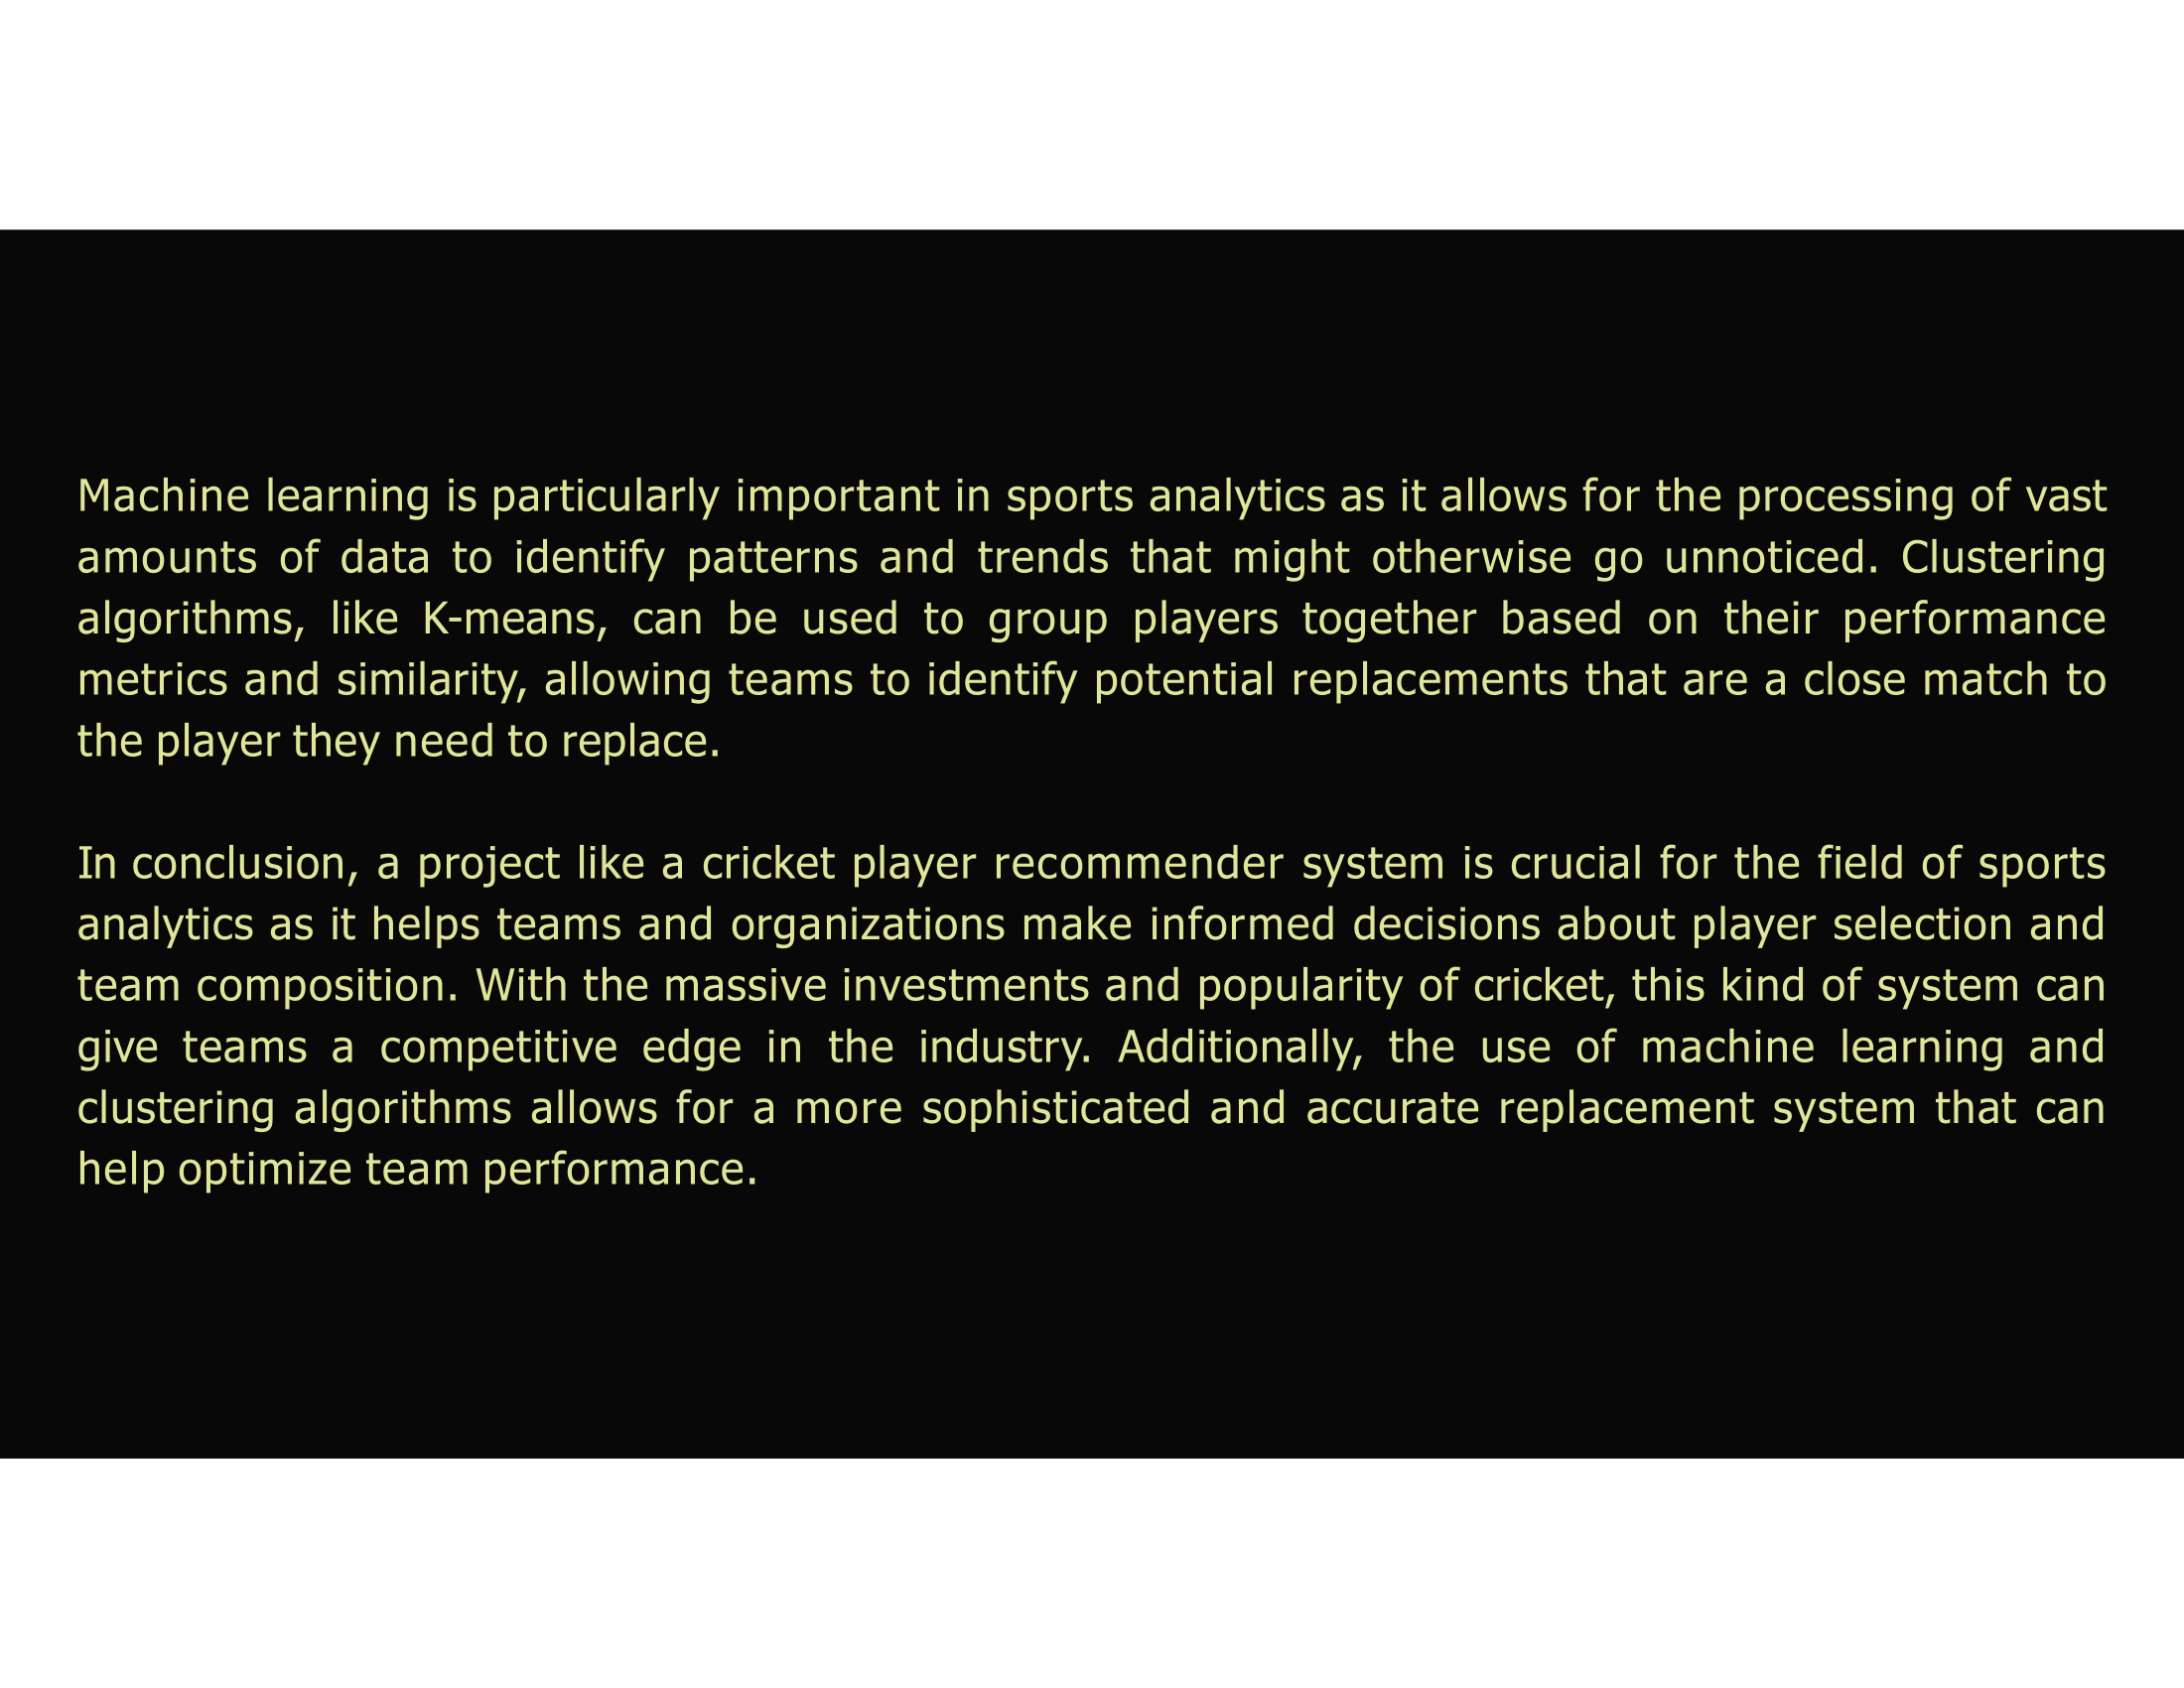 Machine learning is particularly important in sports analytics as it allows for the processing of vast
amounts of data to identify patterns and trends that might otherwise go unnoticed. Clustering
algorithms, like K-means, can be used to group players together based on their performance
metrics and similarity, allowing teams to identify potential replacements that are a close match to
the player they need to replace.
In conclusion, a project like a cricket player recommender system is crucial for the field of sports
analytics as it helps teams and organizations make informed decisions about player selection and
team composition. With the massive investments and popularity of cricket, this kind of system can
give teams a competitive edge in the industry. Additionally, the use of machine learning and
clustering algorithms allows for a more sophisticated and accurate replacement system that can
help optimize team performance.